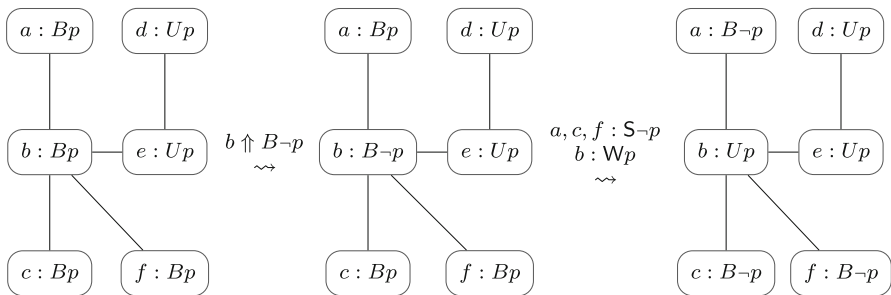 a : Bp d : Up
b : Bp e : Up
c : Bp f : Bp
b ⇑ B¬p
⇝
a : Bp d : Up
b : B¬p e : Up
c : Bp f : Bp
a, c, f : S¬p
b : Wp
⇝
a : B¬p d : Up
b : Up e : Up
c : B¬p f : B¬p